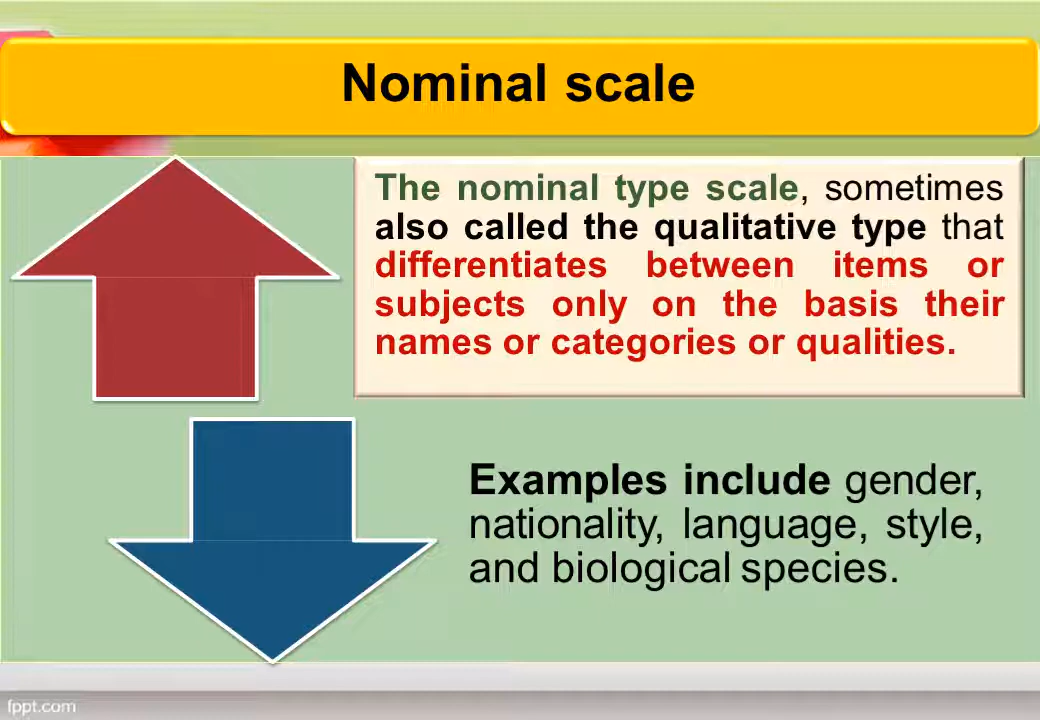 Nominal scale
The nominal type scale, sometimes
also called the qualitative type that
differentiates between items or
subjects only on the basis their
names or categories or qualities.
Examples include gender,
nationality, language, style,
and biological species.
fppt.com